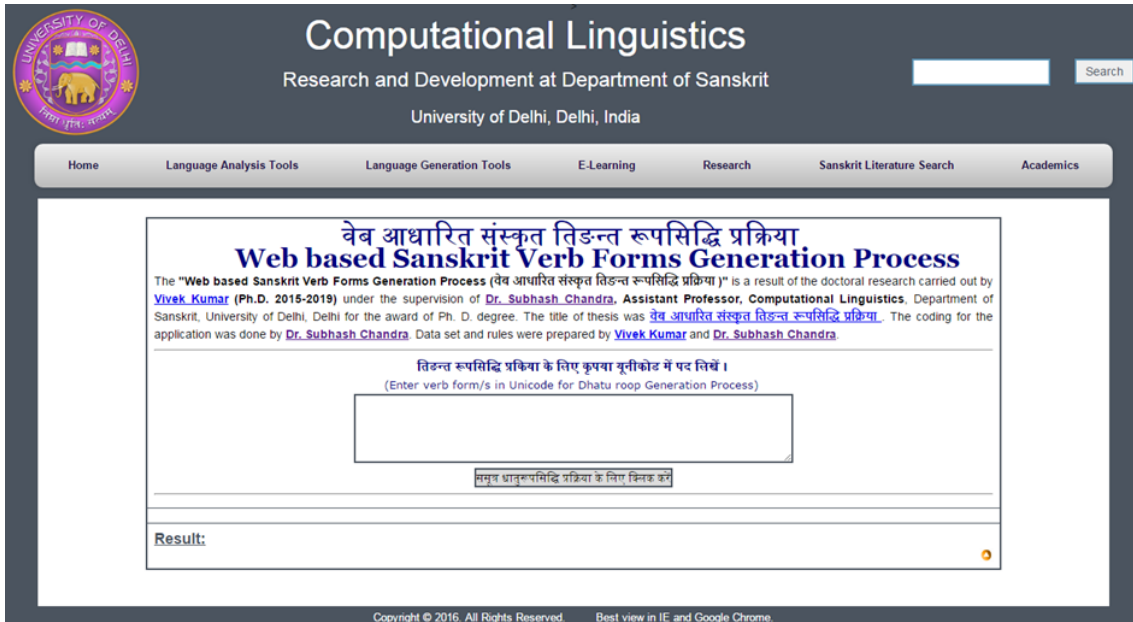 UNIVERSITY OF DELHI
Computational Linguistics
Research and Development at Department of Sanskrit
University of Delhi, Delhi, India
Search
Home Language Analysis Tools Language Generation Tools E-Learning Research Sanskrit Literature Search Academics
वेब आधारित संस्कृत तिङन्त रूपसिद्धि प्रक्रिया
Web based Sanskrit Verb Forms Generation Process
The "Web based Sanskrit Verb Forms Generation Process (वेब आधारित संस्कृत तिङन्त रूपसिद्धि प्रक्रिया )" is a result of the doctoral research carried out by
Vivek Kumar (Ph.D. 2015-2019) under the supervision of Dr. Subhash Chandra, Assistant Professor, Computational Linguistics, Department of
Sanskrit, University of Delhi, Delhi for the award of Ph. D. degree. The title of thesis was वेब आधारित संस्कृत तिङन्त रूपसिद्धि प्रक्रिया . The coding for the
application was done by Dr. Subhash Chandra. Data set and rules were prepared by Vivek Kumar and Dr. Subhash Chandra.
तिङन्त रूपसिद्धि प्रकिया के लिए कृपया यूनीकोड में पद लिखें ।
(Enter verb form/s in Unicode for Dhatu roop Generation Process)
ससूत्र धातुरूपसिद्धि प्रक्रिया के लिए क्लिक करें
Result:
Copyright © 2016. All Rights Reserved. Best view in IE and Google Chrome.